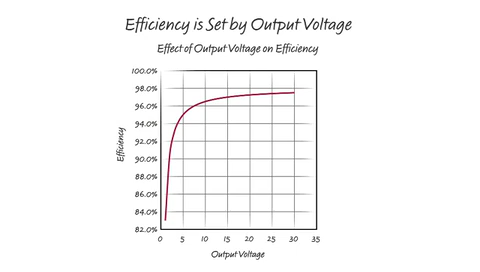 Efficiency is Set by Output Voltage
Effect of Output Voltage on Efficiency
100.0%
98.0%
96.0%
94.0%
92.0%
90.0%
88.0%
86.0%
84.0%
82.0%
Efficiency
0 5 10 15 20 25 30 35
Output Voltage